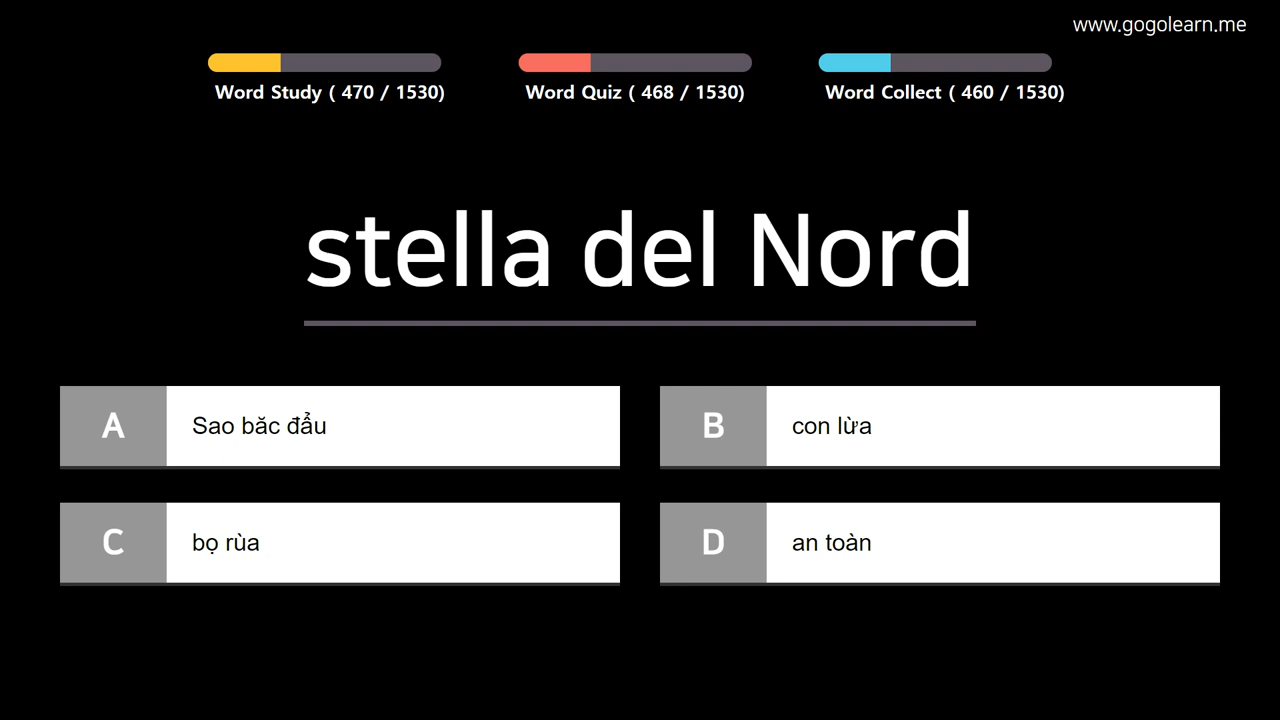 www.gogolearn.me
Word Study ( 470 / 1530)
Word Quiz ( 468 / 1530)
Word Collect ( 460 / 1530)
stella del Nord
A
Sao băc đẩu
B
con lừa
C
bọ rùa
D
an toàn